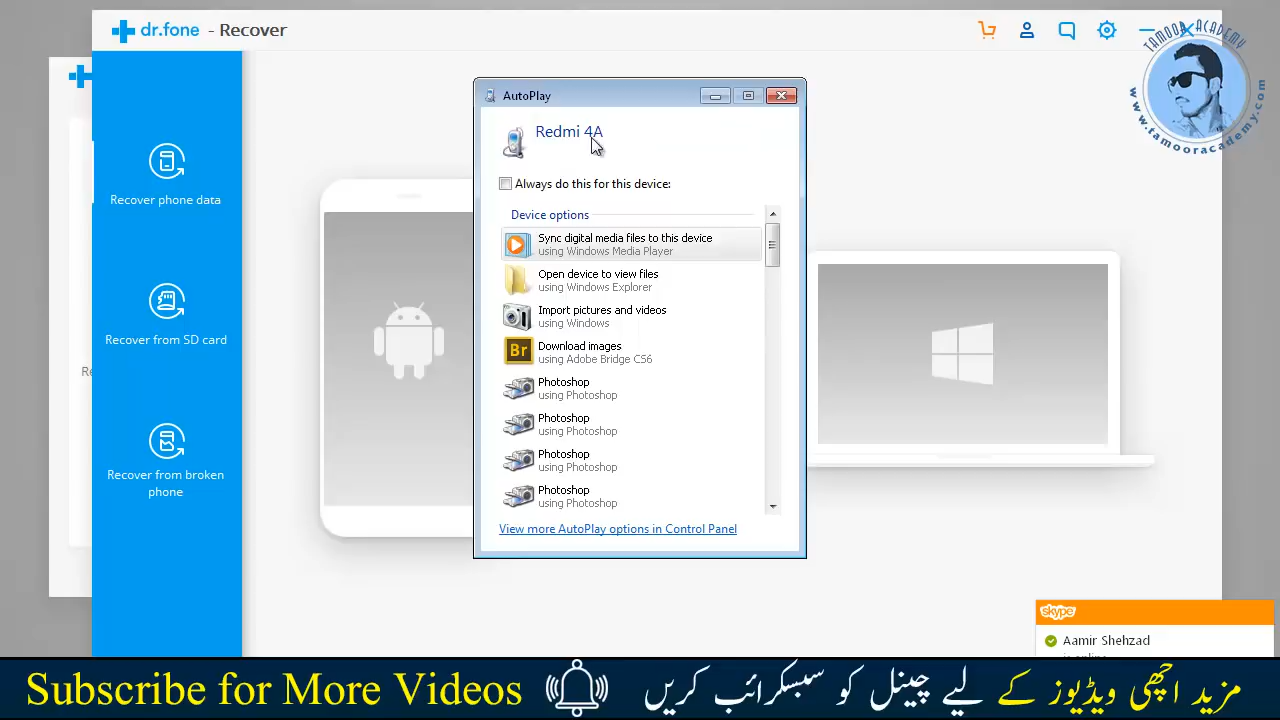 dr.fone - Recover
TAMOOR ACADEMY
www.tamooracademy.com
AutoPlay
Redmi 4A
Always do this for this device:
Device options
Sync digital media files to this device
using Windows Media Player
Open device to view files
using Windows Explorer
Import pictures and videos
using Windows
Download images
Br
using Adobe Bridge CS6
Photoshop
using Photoshop
Photoshop
using Photoshop
Photoshop
using Photoshop
Photoshop
using Photoshop
View more AutoPlay options in Control Panel
Recover phone data
Recover from SD card
Re
Recover from broken
phone
skype
Aamir Shehzad
is online
Subscribe for More Videos
مزید اچھی ویڈیوز کے لیے چینل کو سبسکرائب کریں